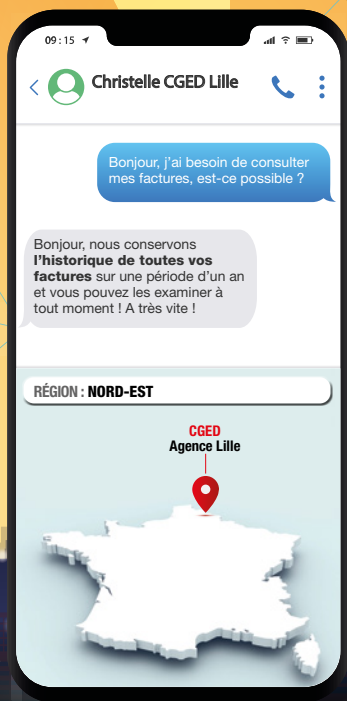 09:15
Christelle CGED Lille
Bonjour, j'ai besoin de consulter
mes factures, est-ce possible ?
Bonjour, nous conservons
l'historique de toutes vos
factures sur une période d'un an
et vous pouvez les examiner à
tout moment ! A très vite !
RÉGION : NORD-EST
CGED
Agence Lille